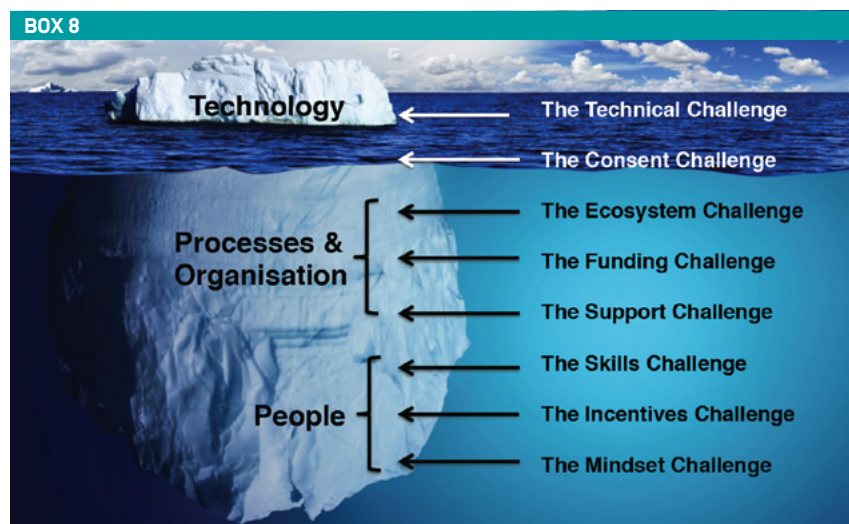 BOX 8
Technology
The Technical Challenge
The Consent Challenge
Processes &
Organisation
The Ecosystem Challenge
The Funding Challenge
The Support Challenge
People
The Skills Challenge
The Incentives Challenge
The Mindset Challenge